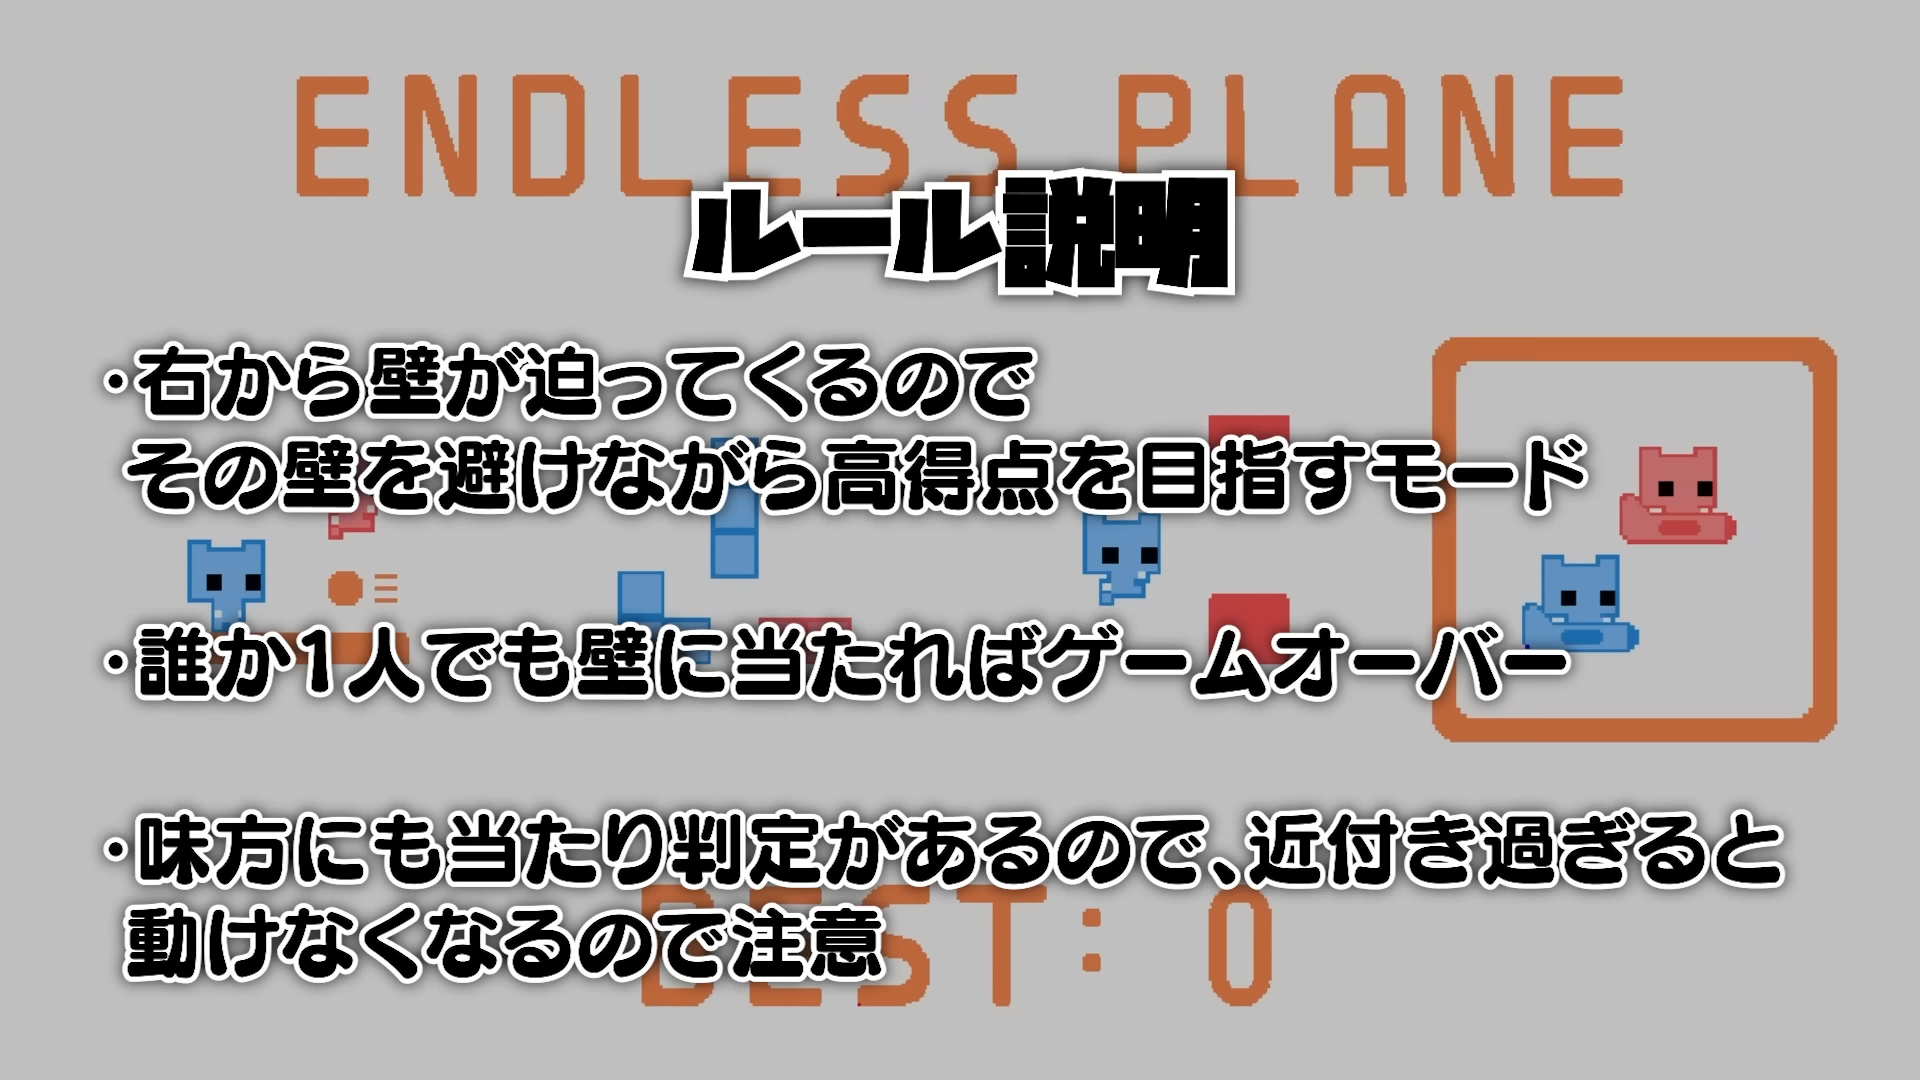 ENDLESS PLANE
ルール説明
・右から壁が迫ってくるので
その壁を避けながら高得点を目指すモード
・誰か1人でも壁に当たればゲームオーバー
・味方にも当たり判定があるので、近付き過ぎると
動けなくなるので注意
BEST: 0